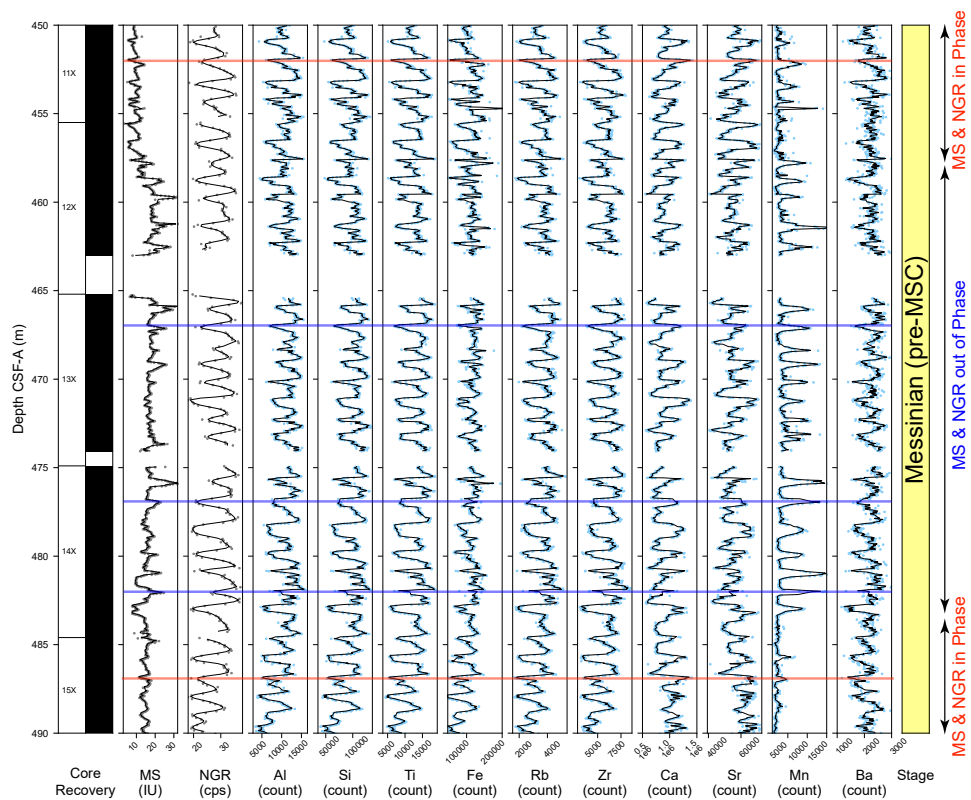 450
455
460
465
470
475
480
485
490
Depth CSF-A (m)
11X
12X
13X
14X
15X
Messinian (pre-MSC)
MS & NGR in Phase
MS & NGR out of Phase
MS & NGR in Phase
10 20 30
20 30
5000 10000 15000
50000 100000
5000 10000 15000
100000 200000
2000 4000
5000 7500
0.5 1e6 1.0 1e6 1.5 1e6
40000 60000
5000 10000 15000
1000 2000 3000
Core Recovery
MS (IU)
NGR (cps)
Al (count)
Si (count)
Ti (count)
Fe (count)
Rb (count)
Zr (count)
Ca (count)
Sr (count)
Mn (count)
Ba (count)
Stage